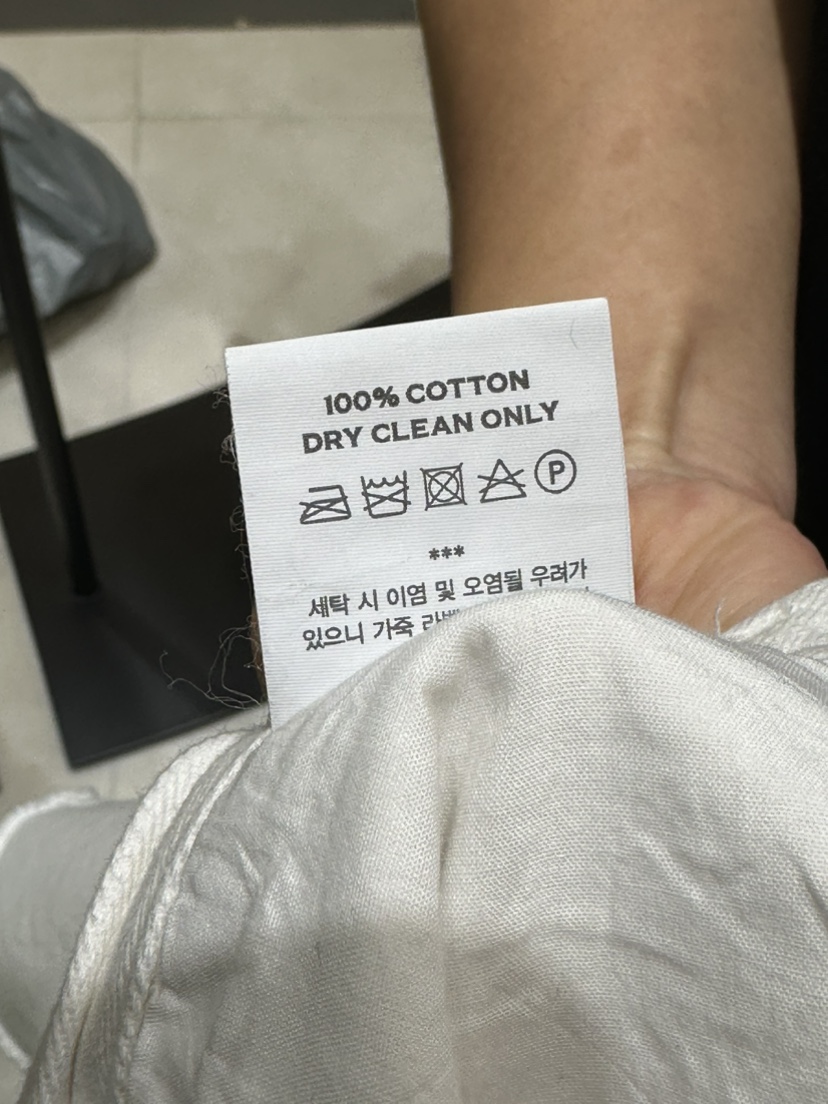 100% COTTON
DRY CLEAN ONLY
P
***
세탁 시 이염 및 오염될 우려가
있으니 가죽